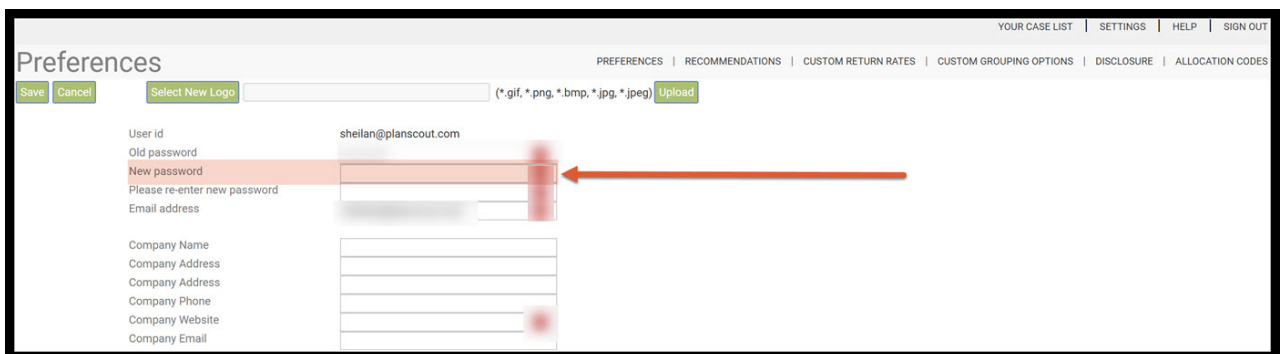 YOUR CASE LIST | SETTINGS | HELP | SIGN OUT
Preferences
PREFERENCES | RECOMMENDATIONS | CUSTOM RETURN RATES | CUSTOM GROUPING OPTIONS | DISCLOSURE | ALLOCATION CODES
Save Cancel Select New Logo (*.gif, *.png, *.bmp, *.jpg, *.jpeg) Upload
User id sheilan@planscout.com
Old password
New password
Please re-enter new password
Email address
Company Name
Company Address
Company Address
Company Phone
Company Website
Company Email